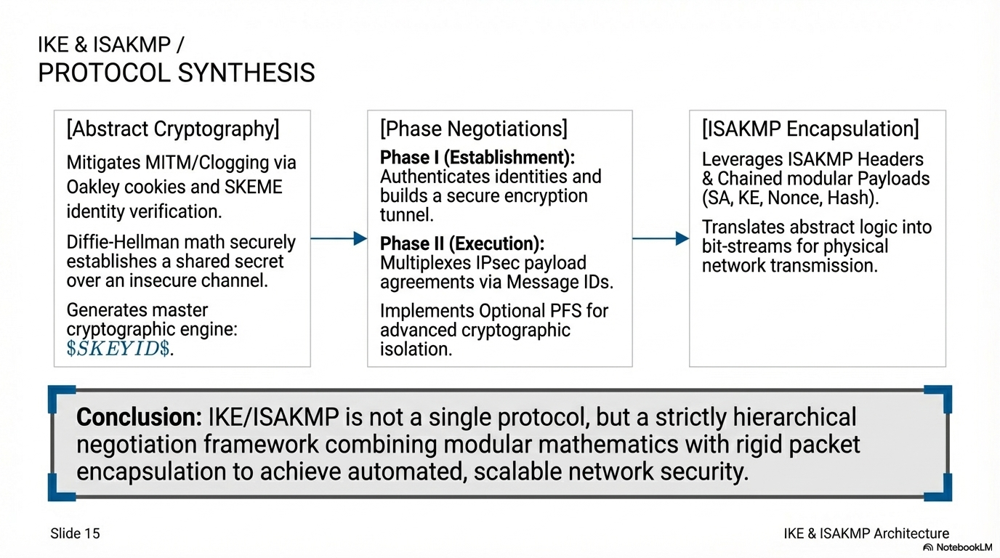 IKE & ISAKMP /
PROTOCOL SYNTHESIS
[Abstract Cryptography]
Mitigates MITM/Clogging via
Oakley cookies and SKEME
identity verification.
Diffie-Hellman math securely
establishes a shared secret
over an insecure channel.
Generates master
cryptographic engine:
$SKEYID$.
[Phase Negotiations]
Phase I (Establishment):
Authenticates identities and
builds a secure encryption
tunnel.
Phase II (Execution):
Multiplexes IPsec payload
agreements via Message IDs.
Implements Optional PFS for
advanced cryptographic
isolation.
[ISAKMP Encapsulation]
Leverages ISAKMP Headers
& Chained modular Payloads
(SA, KE, Nonce, Hash).
Translates abstract logic into
bit-streams for physical
network transmission.
Conclusion: IKE/ISAKMP is not a single protocol, but a strictly hierarchical
negotiation framework combining modular mathematics with rigid packet
encapsulation to achieve automated, scalable network security.
Slide 15
IKE & ISAKMP Architecture
NotebookLM